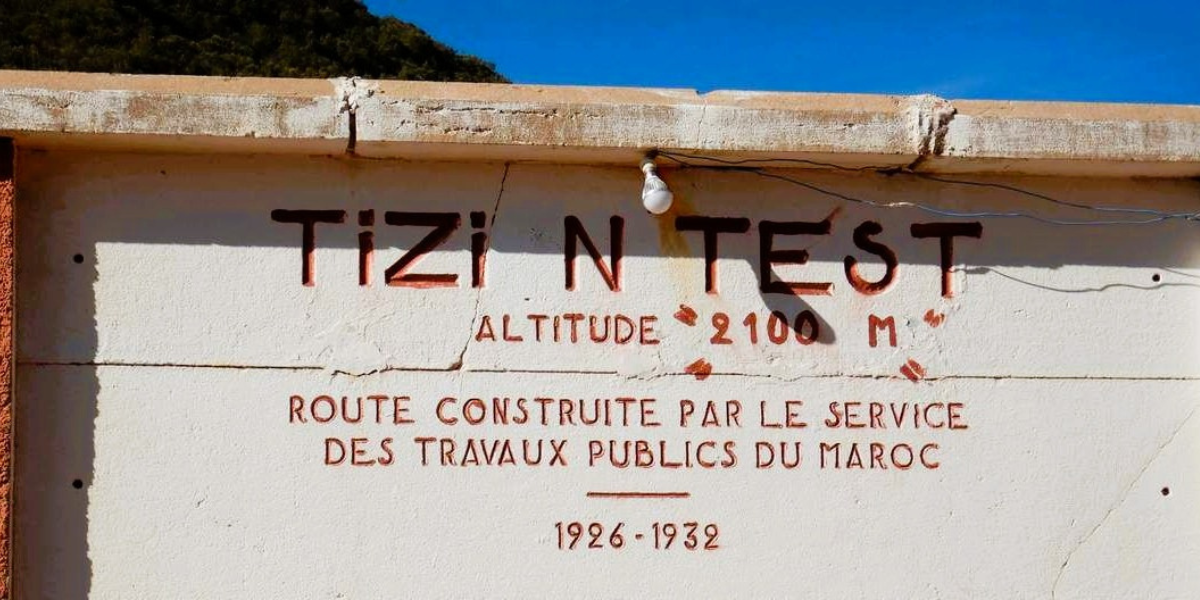 TiZi N TEST
ALTITUDE 2100 M
ROUTE CONSTRUITE PAR LE SERVICE
DES TRAVAUX PUBLICS DU MAROC
1926-1932